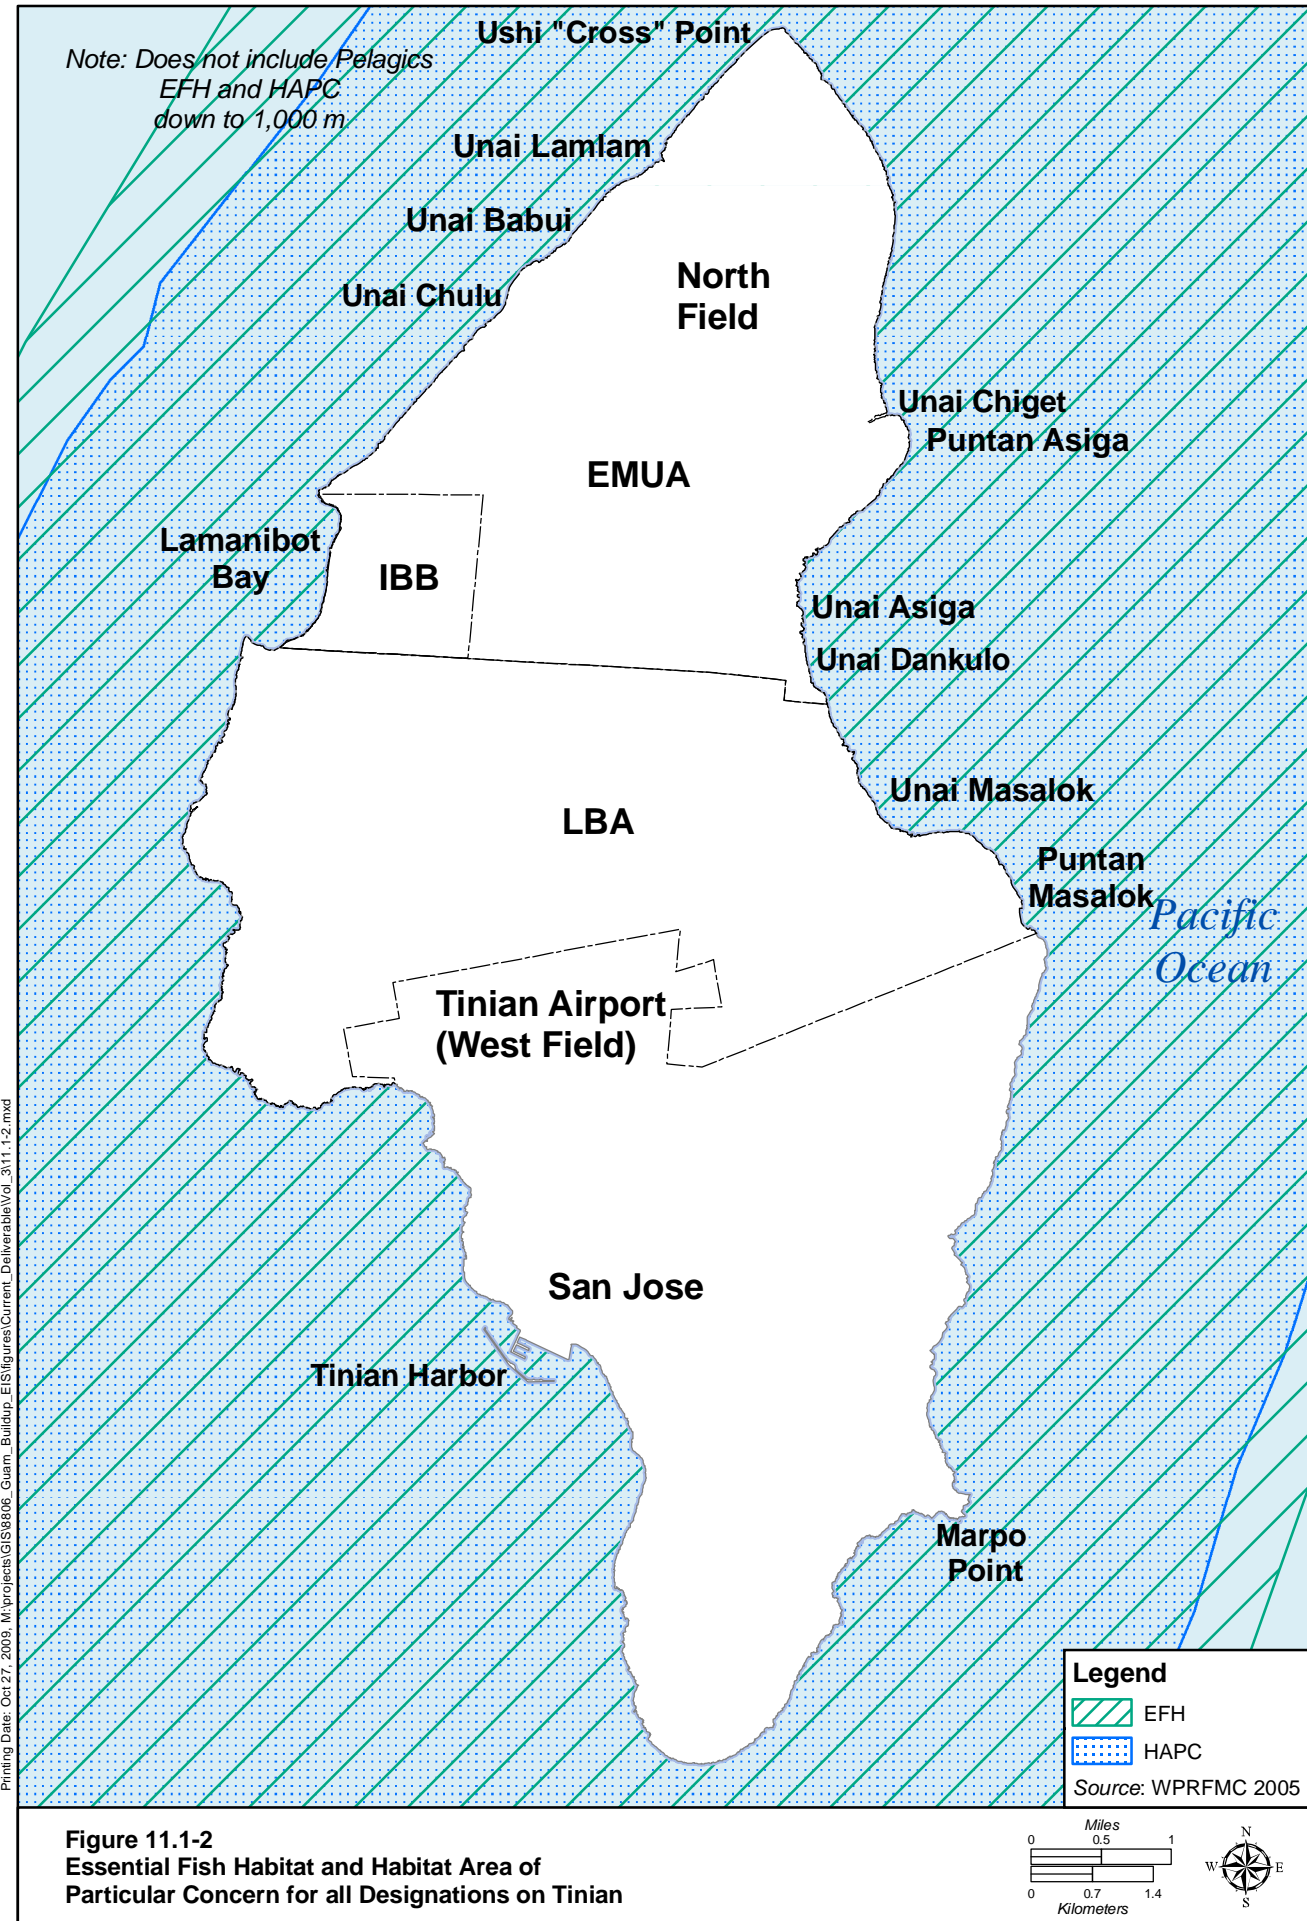 Ushi "Cross" Point
Note: Does not include Pelagics
EFH and HAPC
down to 1,000 m
Unai Lamlam
Unai Babui
North
Field
Unai Chulu
Unai Chiget
Puntan Asiga
EMUA
Lamanibot
Bay
IBB
Unai Asiga
Unai Dankulo
Unai Masalok
LBA
Puntan
Masalok
Pacific
Ocean
Tinian Airport
(West Field)
San Jose
Tinian Harbor
Marpo
Point
Legend
EFH
HAPC
Source: WPRFMC 2005
Printing Date: Oct 27, 2009, M:\projects\GIS\8806_Guam_Buildup_EIS\figures\Current_Deliverable\Vol_3\11.1-2.mxd
Figure 11.1-2
Essential Fish Habitat and Habitat Area of
Particular Concern for all Designations on Tinian
Miles
0 0.5 1
0 0.7 1.4
Kilometers
N
W E
S